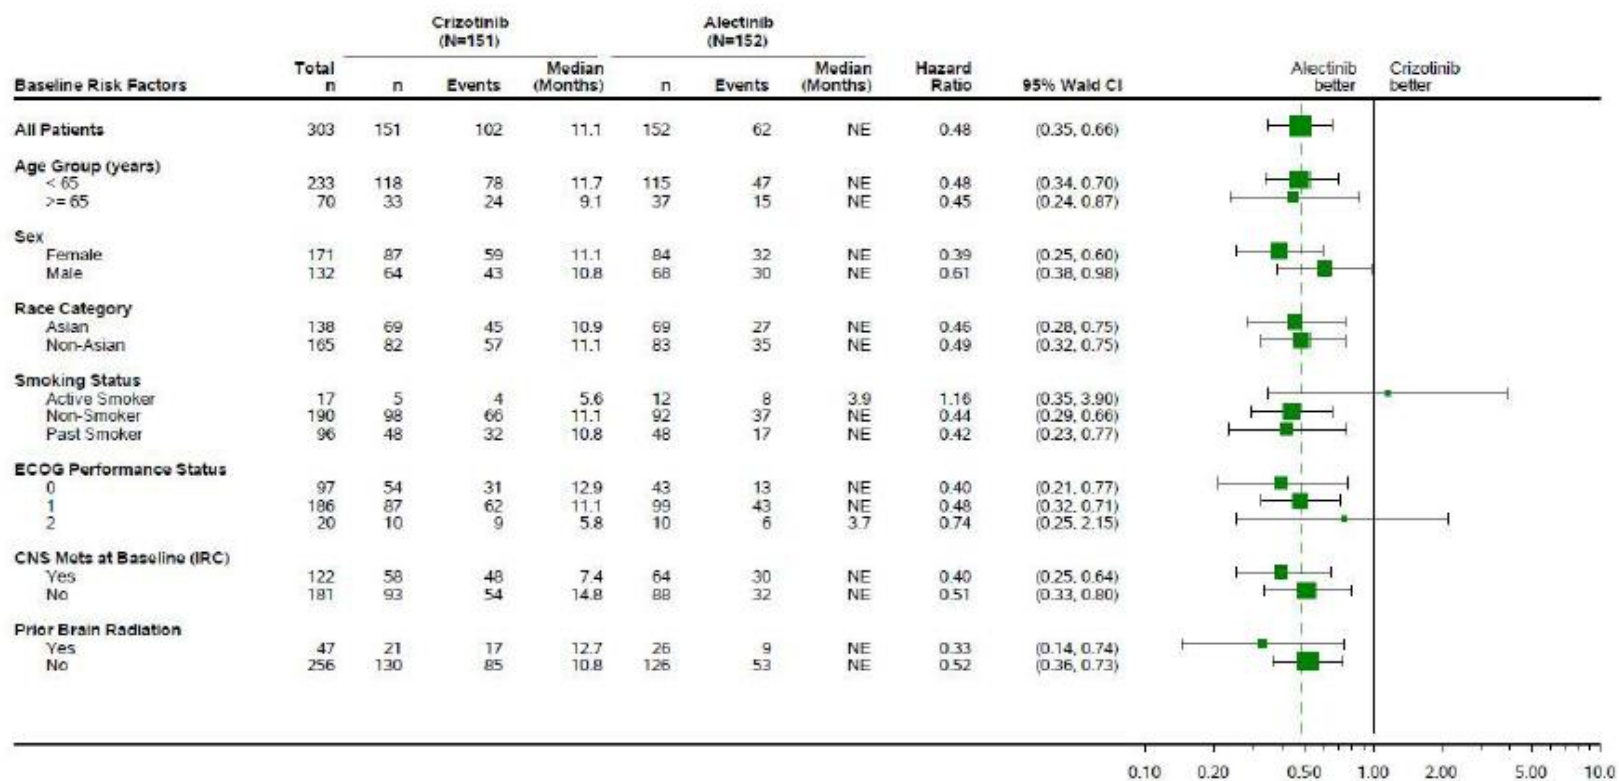 Crizotinib Alectinib
(N=151) (N=152)
Total Median Median Hazard Alectinib Crizotinib
Baseline Risk Factors n n Events (Months) n Events (Months) Ratio 95% Wald CI better better
All Patients 303 151 102 11.1 152 62 NE 0.48 (0.35, 0.66)
Age Group (years)
< 65 233 118 78 11.7 115 47 NE 0.48 (0.34, 0.70)
>= 65 70 33 24 9.1 37 15 NE 0.45 (0.24, 0.87)
Sex
Female 171 87 59 11.1 84 32 NE 0.39 (0.25, 0.60)
Male 132 64 43 10.8 68 30 NE 0.61 (0.38, 0.98)
Race Category
Asian 138 69 45 10.9 69 27 NE 0.46 (0.28, 0.75)
Non-Asian 165 82 57 11.1 83 35 NE 0.49 (0.32, 0.75)
Smoking Status
Active Smoker 17 5 4 5.6 12 8 3.9 1.16 (0.35, 3.90)
Non-Smoker 190 98 66 11.1 92 37 NE 0.44 (0.29, 0.66)
Past Smoker 96 48 32 10.8 48 17 NE 0.42 (0.23, 0.77)
ECOG Performance Status
0 97 54 31 12.9 43 13 NE 0.40 (0.21, 0.77)
1 186 87 62 11.1 99 43 NE 0.48 (0.32, 0.71)
2 20 10 9 5.8 10 6 3.7 0.74 (0.25, 2.15)
CNS Mets at Baseline (IRC)
Yes 122 58 48 7.4 64 30 NE 0.40 (0.25, 0.64)
No 181 93 54 14.8 88 32 NE 0.51 (0.33, 0.80)
Prior Brain Radiation
Yes 47 21 17 12.7 26 9 NE 0.33 (0.14, 0.74)
No 256 130 85 10.8 126 53 NE 0.52 (0.36, 0.73)
0.10 0.20 0.50 1.00 2.00 5.00 10.0